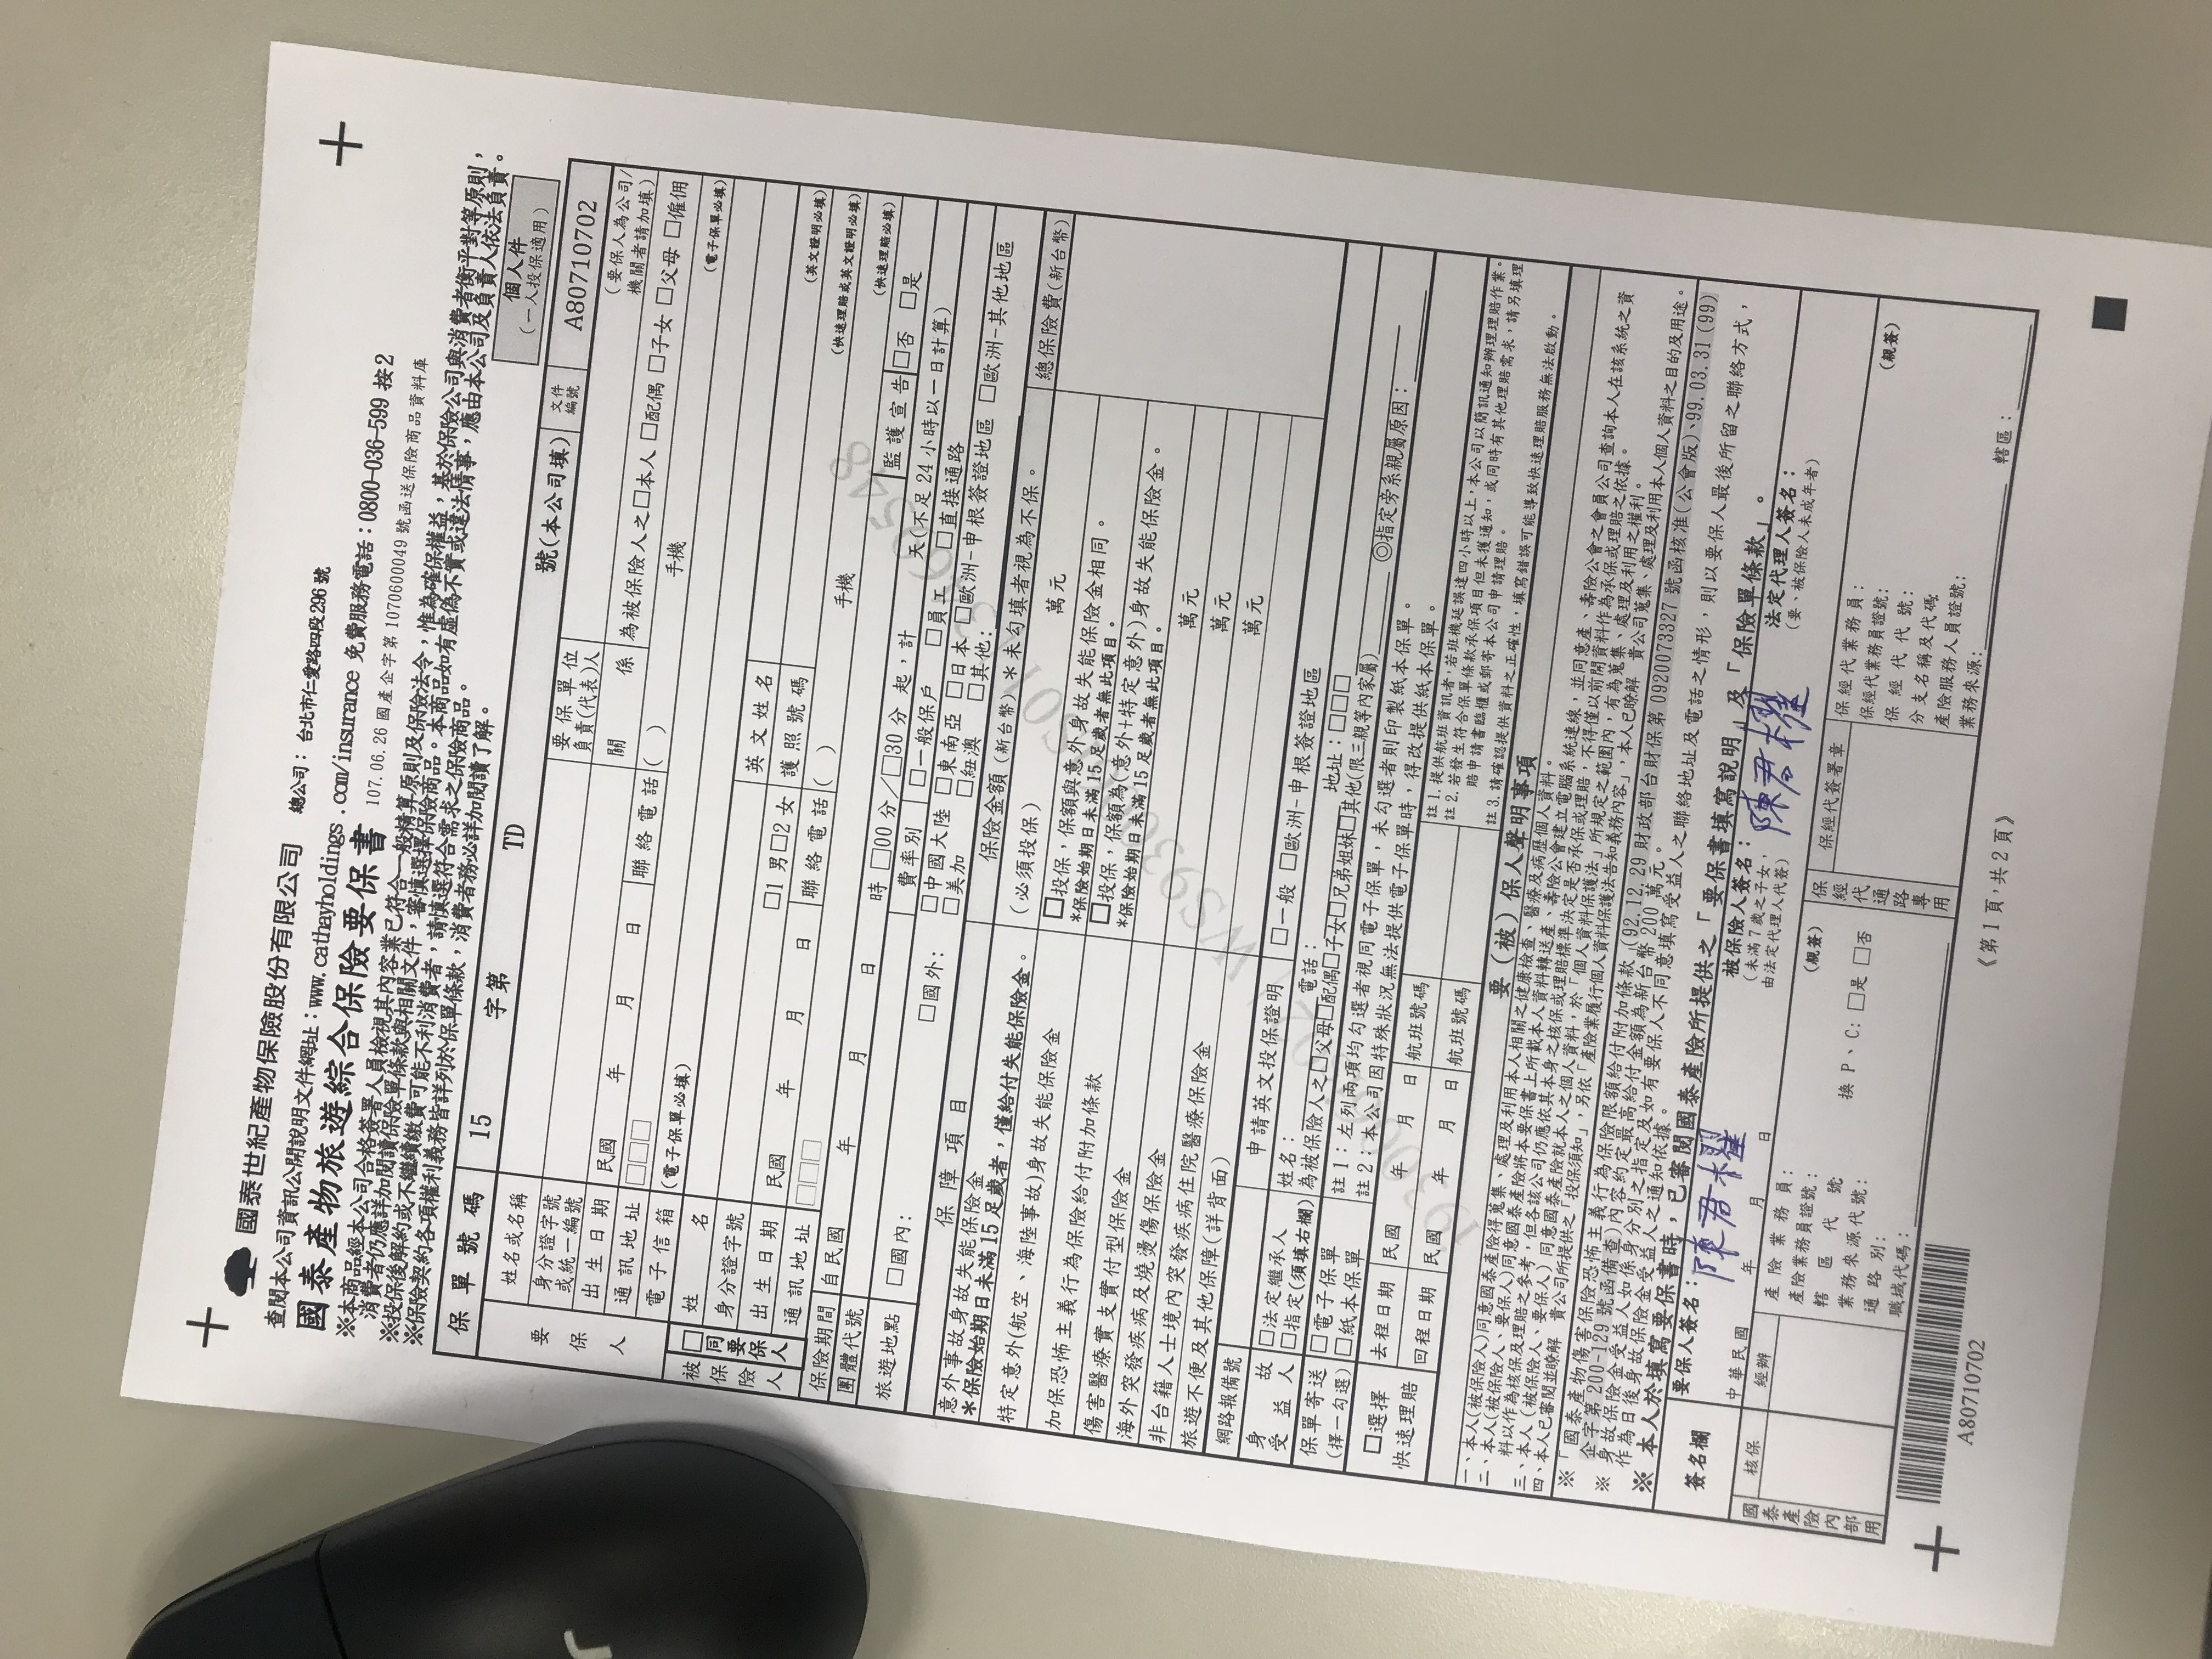 國泰世紀產物保險股份有限公司 總公司：台北市仁愛路四段296號
查閱本公司資訊公開說明文件網址：www.cathayholdings.com/insurance 免費服務電話：0800-036-599 按2
國泰產物旅遊綜合保險要保書 107.06.26 國產企字第 1070600049 號函送保險商品資料庫
※本商品經本公司合格簽署人員檢視其內容業已符合一般精算原則及保險法令，惟為確保權益，基於保險公司與消費者衡平對等原則，
消費者仍應詳加閱讀保險單條款與相關文件，審慎選擇保險商品。本商品如有虛偽不實或違法情事，應由本公司及負責人依法負責。
※投保後解約或不繼續繳費可能不利消費者，請慎選符合需求之保險商品。
※保險契約各項權利義務皆詳列於保單條款，消費者務必詳加閱讀了解。
個人件
(一人投保適用)
保單號碼 15 字第 TD 號(本公司填) 文件編號 A80710702
要保人
姓名或名稱 要保單位負責(代表)人 (要保人為公司/機關者請加填)
身分證字號或統一編號 關係 為被保險人之□本人 □配偶 □子女 □父母 □僱佣
出生日期 民國 年 月 日 聯絡電話 ( ) 手機 (電子保單必填)
通訊地址 □□□
電子信箱 (電子保單必填)
被保險人 □同要保人
姓名 英文姓名 (英文證明必填)
身分證字號 □1 男□2 女 護照號碼 (快速理賠或英文證明必填)
出生日期 民國 年 月 日 聯絡電話 ( ) 手機 (快速理賠必填)
通訊地址 □□□ 監護宣告 □否 □是
保險期間 自民國 年 月 日 時 □00 分／□30 分 起，計 天(不足 24 小時以一日計算)
團體代號 費率別 □一般保戶 □員工 □直接通路
旅遊地點 □國內: □國外: □中國大陸 □東南亞 □日本 □歐洲-申根簽證地區 □歐洲-其他地區
□美加 □紐澳 □其他:
保障項目 保險金額(新台幣)＊未勾填者視為不保。 總保險費(新台幣)
意外事故身故失能保險金 (必須投保) 萬元
＊保險始期日未滿15足歲者，僅給付失能保險金。
特定意外(航空、海陸事故)身故失能保險金 □投保，保額與意外身故失能保險金相同。
*保險始期日未滿 15 足歲者無此項目。
加保恐怖主義行為保險給付附加條款 □投保，保額為(意外+特定意外)身故失能保險金。
*保險始期日未滿 15 足歲者無此項目。
傷害醫療實支實付型保險金 萬元
海外突發疾病及燒燙傷保險金 萬元
非台籍人士境內突發疾病住院醫療保險金 萬元
旅遊不便及其他保障(詳背面)
網路報備號 申請英文投保證明 □一般 □歐洲-申根簽證地區
身故受益人 □法定繼承人 姓名: 電話: 地址:□□□
□指定(須填右欄) 為被保險人之□父母□配偶□子女□兄弟姐妹□其他(限三親等內家屬) ◎指定旁系親屬原因:
保單寄送 □電子保單 註 1：左列兩項均勾選者視同電子保單，未勾選者則印製紙本保單。
(擇一勾選) □紙本保單 註 2：本公司因特殊狀況無法提供電子保單時，得改提供紙本保單。
□選擇快速理賠
去程日期 民國 年 月 日 航班號碼
回程日期 民國 年 月 日 航班號碼
註 1.提供航班資訊者，若班機延誤達四小時以上，本公司以簡訊通知辦理理賠作業。
註 2.若發生符合保單條款承保項目但未獲通知，或同時有其他理賠需求，請另填理賠申請書臨櫃或郵寄本公司申請理賠。
註 3.請確認提供資料之正確性，填寫錯誤可能導致快速理賠服務無法啟動。
要(被)保人聲明事項
一、本人(被保險人)同意國泰產險得蒐集、處理及利用本人相關之健康檢查、醫療及病歷個人資料。
二、本人(被保險人、要保人)同意國泰產險將本要保書上所載本人資料轉送產、壽險公會建立電腦系統連線，並同意產、壽險公會之會員公司查詢本人在該系統之資
料以作為核保及理賠之參考，但各該公司仍應依其本身之核保或理賠標準決定是否承保或理賠，不得僅以前開資料作為承保或理賠之依據。
三、本人(被保險人、要保人)同意國泰產險就本人之個人資料，於「個人資料保護法」所規定之範圍內，有為蒐集、處理及利用之權利。
四、本人已審閱並瞭解 貴公司所提供之「投保須知」，另依「產險業履行個人資料保護法告知義務內容」，本人已瞭解 貴公司蒐集、處理及利用本人個人資料之目的及用途。
※「國泰產物傷害保險恐怖主義行為保險限額給付附加條款」(92.12.29 財政部台財保第 0920073327 號函核准(公會版)、99.03.31 (99)
企字第 200-129 號函備查)內容約定最高給付金額為新台幣 200 萬元。
※ 身故保險金受益人如係身分別之指定及如有要保人不同意填寫受益人之聯絡地址及電話之情形，則以要保人最後所留之聯絡方式，
作為日後身故保險金受益人之通知依據。
※ 本人於填寫要保書時，已審閱國泰產險所提供之「要保書填寫說明」及「保險單條款」。
簽名欄 要保人簽名：陳君櫂 被保險人簽名：陳君櫂 法定代理人簽名：
(未滿7歲之子女，由法定代理人代簽) (要、被保險人未成年者)
中華民國 年 月 日
國泰產險內部用 核保 經辦
產險業務員: (親簽)
產險業務員證號:
轄區代號
業務來源代號: 換 P、C: □是 □否
通路別:
職域代碼:
保經代通路專用 保經代簽署章
保經代業務員: (親簽)
保經代業務員證號:
保經代代號:
分支名稱及代碼:
產險服務人員證號:
業務來源: 轄區:
A80710702
《第1頁，共2頁》